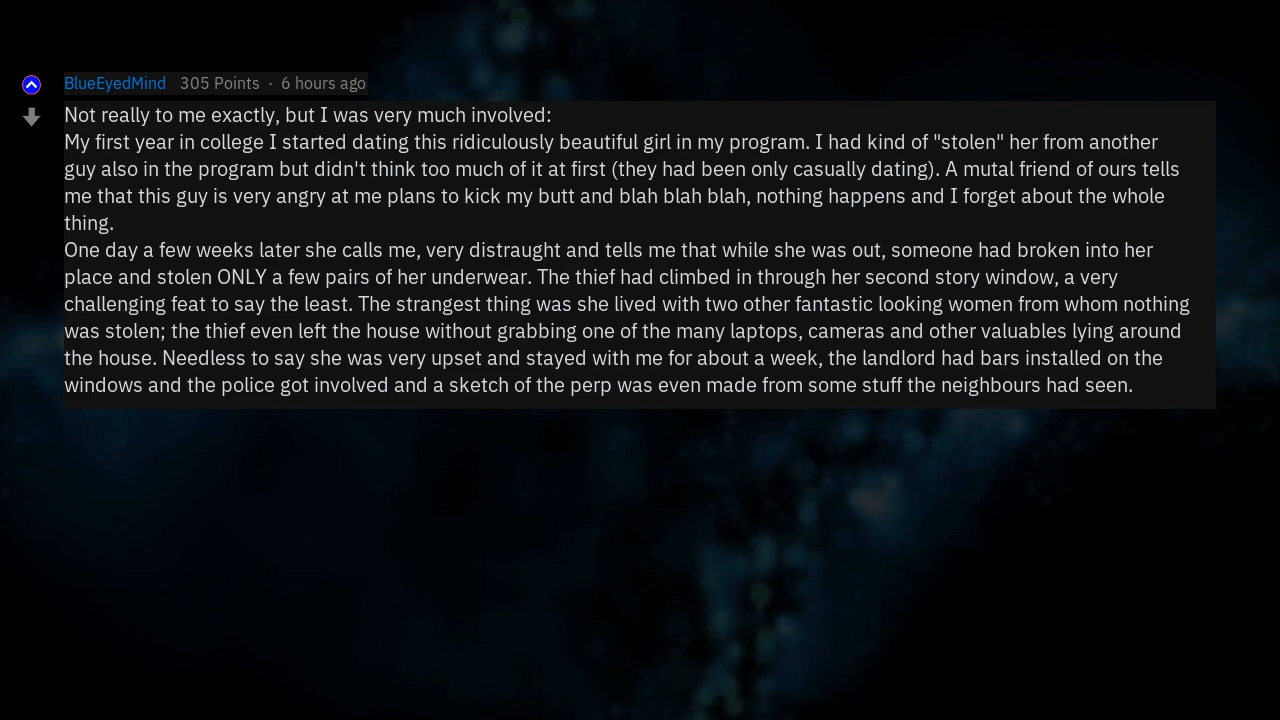 BlueEyedMind 305 Points · 6 hours ago
Not really to me exactly, but I was very much involved:
My first year in college I started dating this ridiculously beautiful girl in my program. I had kind of "stolen" her from another
guy also in the program but didn't think too much of it at first (they had been only casually dating). A mutal friend of ours tells
me that this guy is very angry at me plans to kick my butt and blah blah blah, nothing happens and I forget about the whole
thing.
One day a few weeks later she calls me, very distraught and tells me that while she was out, someone had broken into her
place and stolen ONLY a few pairs of her underwear. The thief had climbed in through her second story window, a very
challenging feat to say the least. The strangest thing was she lived with two other fantastic looking women from whom nothing
was stolen; the thief even left the house without grabbing one of the many laptops, cameras and other valuables lying around
the house. Needless to say she was very upset and stayed with me for about a week, the landlord had bars installed on the
windows and the police got involved and a sketch of the perp was even made from some stuff the neighbours had seen.